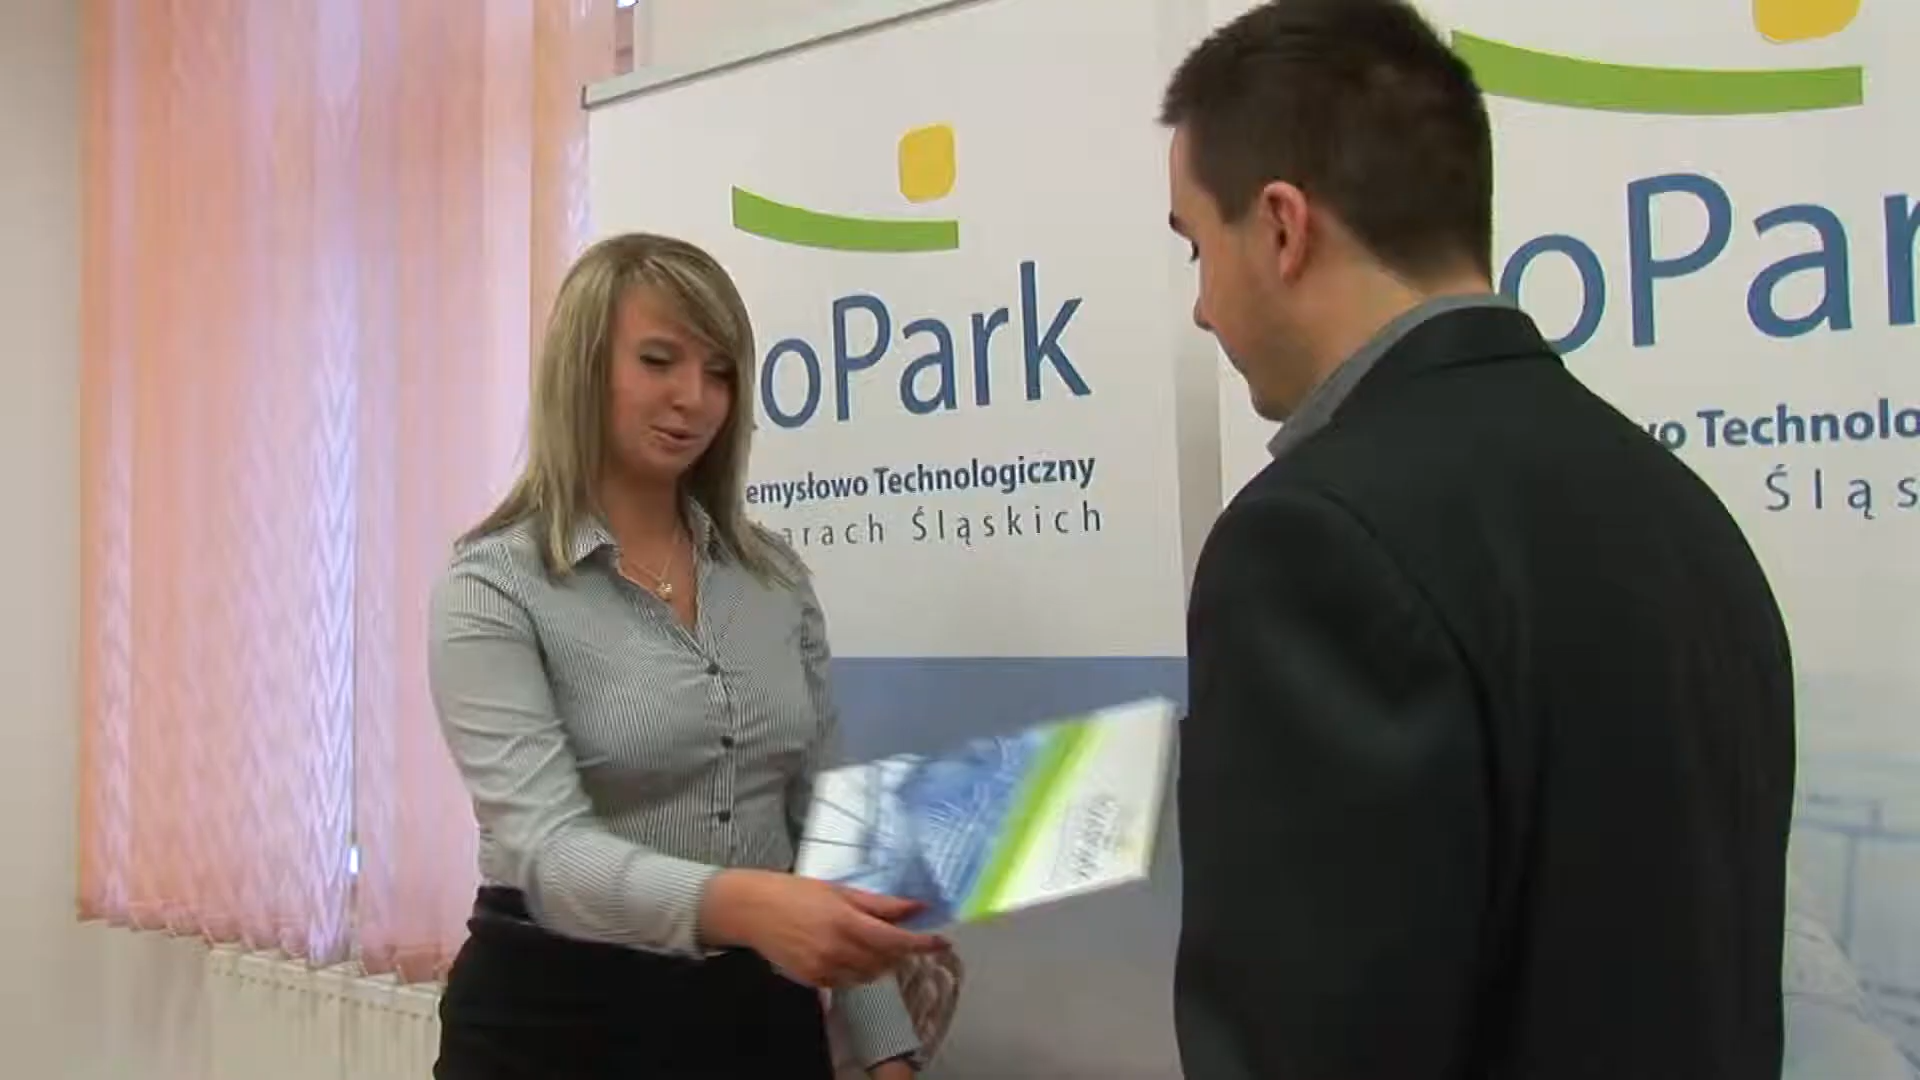 oPark
emysłowo Technologiczny
arach Śląskich
oPar
wo Technolo
Śląs